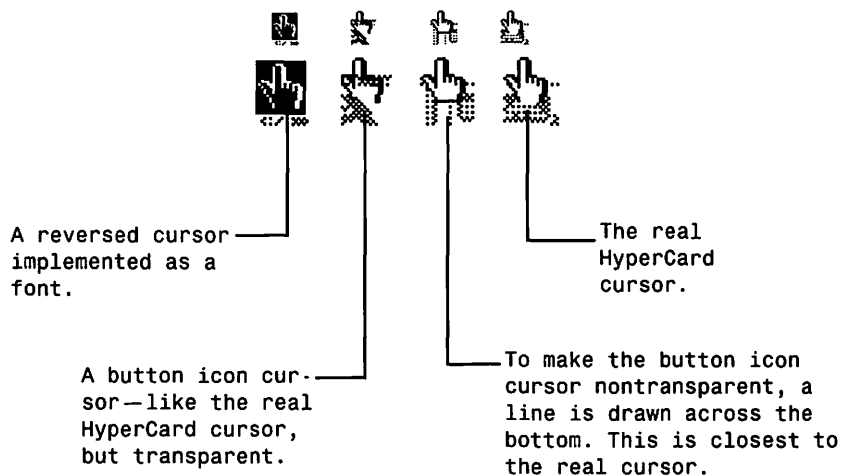 A reversed cursor
implemented as a
font.
The real
HyperCard
cursor.
A button icon cur-
sor—like the real
HyperCard cursor,
but transparent.
To make the button icon
cursor nontransparent, a
line is drawn across the
bottom. This is closest to
the real cursor.